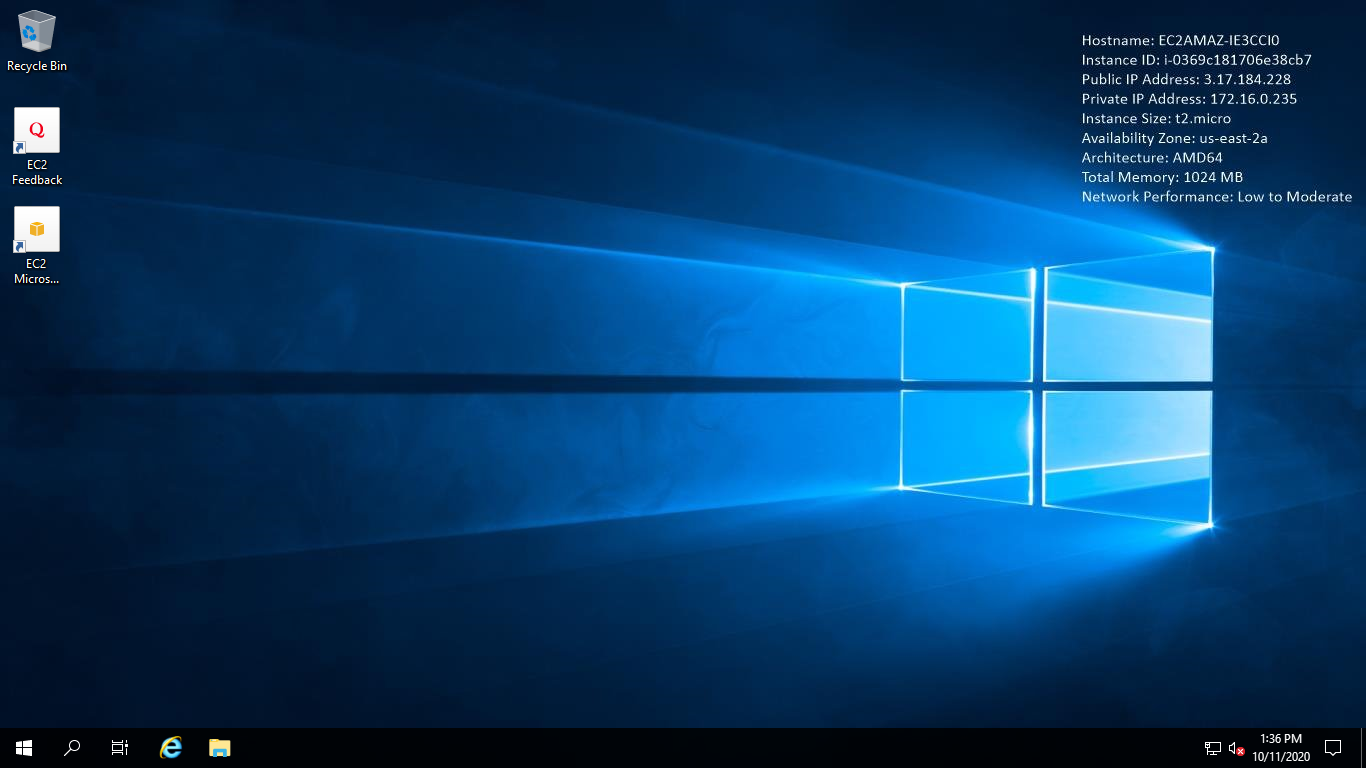 Recycle Bin
Q
EC2
Feedback
EC2
Micros...
Hostname: EC2AMAZ-IE3CCI0
Instance ID: i-0369c181706e38cb7
Public IP Address: 3.17.184.228
Private IP Address: 172.16.0.235
Instance Size: t2.micro
Availability Zone: us-east-2a
Architecture: AMD64
Total Memory: 1024 MB
Network Performance: Low to Moderate
1:36 PM
10/11/2020